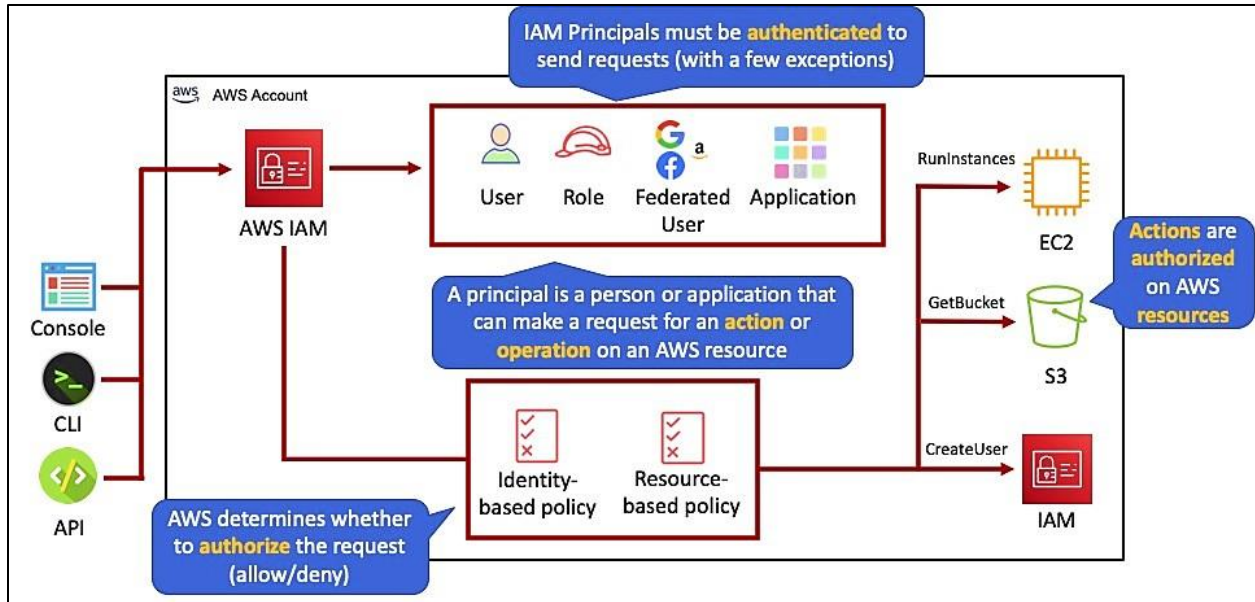 IAM Principals must be authenticated to
send requests (with a few exceptions)
aws
AWS Account
AWS IAM
User
Role
Federated
User
a
Application
Console
CLI
API
A principal is a person or application that
can make a request for an action or
operation on an AWS resource
Identity-
based policy
Resource-
based policy
AWS determines whether
to authorize the request
(allow/deny)
RunInstances
EC2
GetBucket
S3
CreateUser
IAM
Actions are
authorized
on AWS
resources